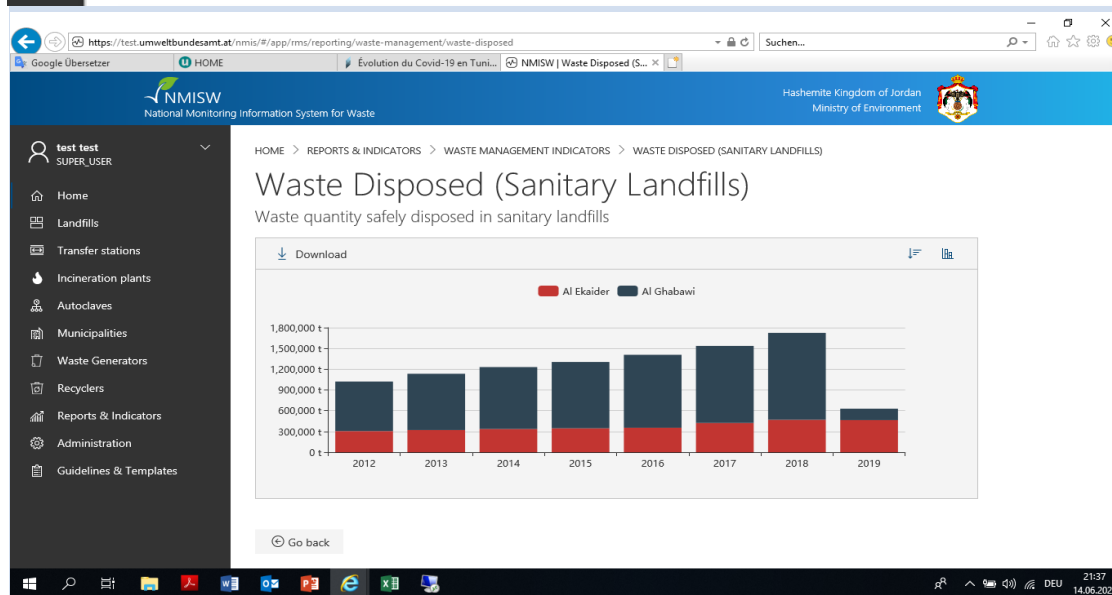 https://test.umweltbundesamt.at/nmis/#/app/rms/reporting/waste-management/waste-disposed
Suchen...
Google Übersetzer
HOME
Évolution du Covid-19 en Tuni...
NMISW | Waste Disposed (S...
NMISW
National Monitoring Information System for Waste
Hashemite Kingdom of Jordan
Ministry of Environment
test test
SUPER_USER
Home
Landfills
Transfer stations
Incineration plants
Autoclaves
Municipalities
Waste Generators
Recyclers
Reports & Indicators
Administration
Guidelines & Templates
HOME > REPORTS & INDICATORS > WASTE MANAGEMENT INDICATORS > WASTE DISPOSED (SANITARY LANDFILLS)
Waste Disposed (Sanitary Landfills)
Waste quantity safely disposed in sanitary landfills
Download
Al Ekaider Al Ghabawi
1,800,000 t
1,500,000 t
1,200,000 t
900,000 t
600,000 t
300,000 t
0 t
2012 2013 2014 2015 2016 2017 2018 2019
Go back
DEU
21:37
14.06.202